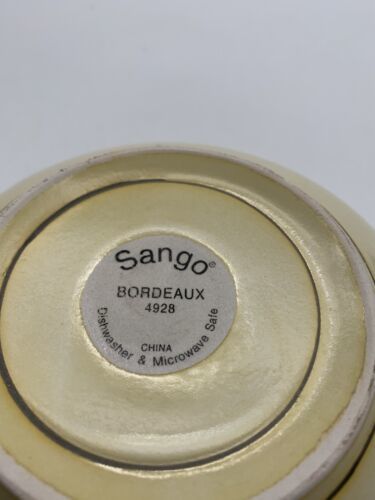 Sango®
BORDEAUX
4928
CHINA
Dishwasher & Microwave Safe